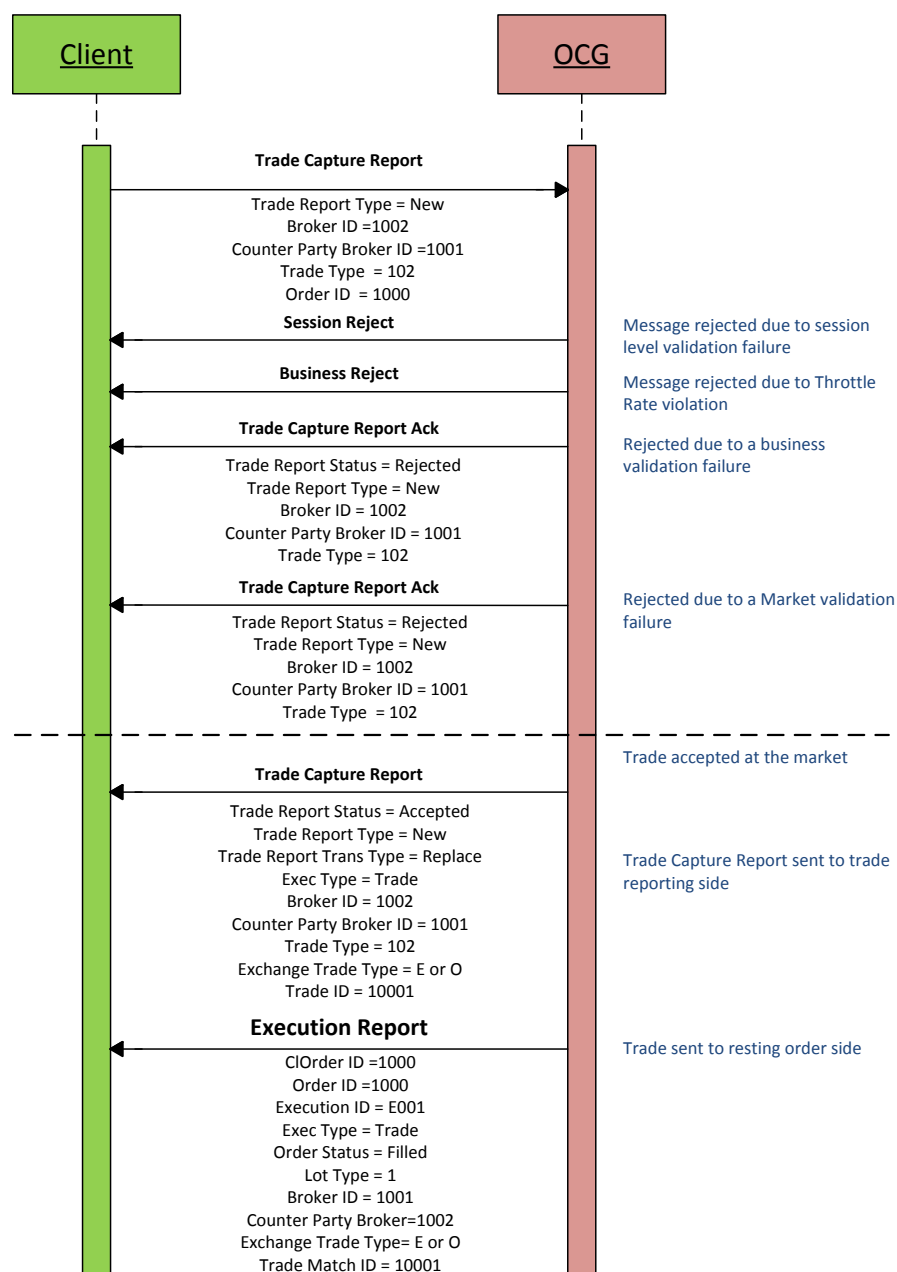 Client
OCG
Trade Capture Report
Trade Report Type = New
Broker ID =1002
Counter Party Broker ID =1001
Trade Type  = 102
Order ID  = 1000
Session Reject
Message rejected due to session
level validation failure
Business Reject
Message rejected due to Throttle
Rate violation
Trade Capture Report Ack
Rejected due to a business
validation failure
Trade Report Status = Rejected
Trade Report Type = New
Broker ID = 1002
Counter Party Broker ID = 1001
Trade Type = 102
Trade Capture Report Ack
Rejected due to a Market validation
failure
Trade Report Status = Rejected
Trade Report Type = New
Broker ID = 1002
Counter Party Broker ID = 1001
Trade Type  = 102
Trade accepted at the market
Trade Capture Report
Trade Report Status = Accepted
Trade Report Type = New
Trade Report Trans Type = Replace
Exec Type = Trade
Broker ID = 1002
Counter Party Broker ID = 1001
Trade Type = 102
Exchange Trade Type = E or O
Trade ID = 10001
Trade Capture Report sent to trade
reporting side
Execution Report
Trade sent to resting order side
ClOrder ID =1000
Order ID =1000
Execution ID = E001
Exec Type = Trade
Order Status = Filled
Lot Type = 1
Broker ID = 1001
Counter Party Broker=1002
Exchange Trade Type= E or O
Trade Match ID = 10001